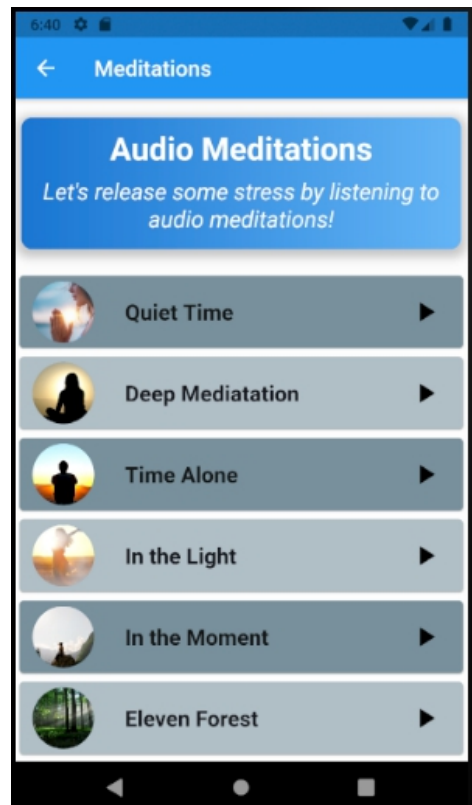 6:40
Meditations
Audio Meditations
Let's release some stress by listening to
audio meditations!
Quiet Time
Deep Mediatation
Time Alone
In the Light
In the Moment
Eleven Forest